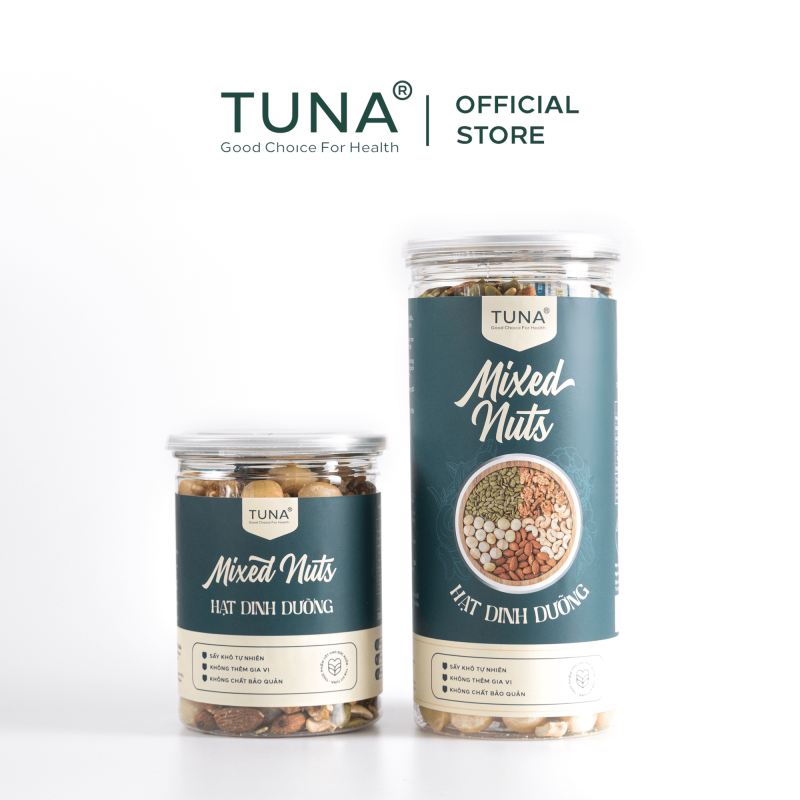 TUNA®
Good Choice For Health
OFFICIAL
STORE
TUNA®
Good Choice For Health
Mixed Nuts
HẠT DINH DƯỠNG
SẤY KHÔ TỰ NHIÊN
KHÔNG THÊM GIA VỊ
KHÔNG CHẤT BẢO QUẢN
TUNA®
Good Choice For Health
Mixed
Nuts
HẠT DINH DƯỠNG
SẤY KHÔ TỰ NHIÊN
KHÔNG THÊM GIA VỊ
KHÔNG CHẤT BẢO QUẢN